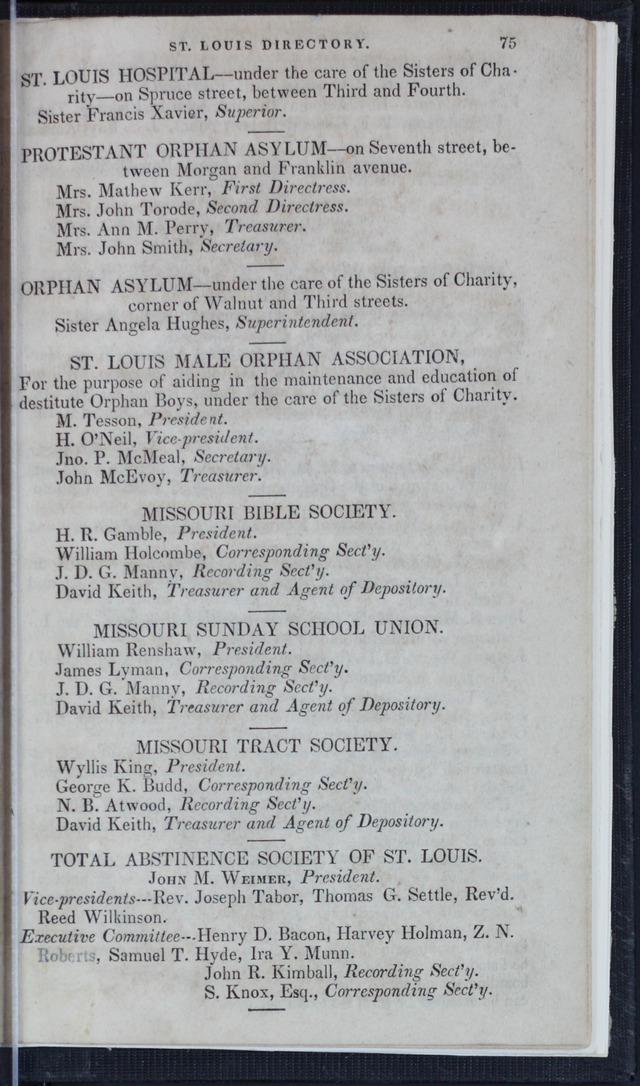 ST. LOUIS DIRECTORY. 75
ST. LOUIS HOSPITAL—under the care of the Sisters of Cha-
rity—on Spruce street, between Third and Fourth.
Sister Francis Xavier, Superior.
PROTESTANT ORPHAN ASYLUM—on Seventh street, be-
tween Morgan and Franklin avenue.
Mrs. Mathew Kerr, First Directress.
Mrs. John Torode, Second Directress.
Mrs. Ann M. Perry, Treasurer.
Mrs. John Smith, Secretary.
ORPHAN ASYLUM—under the care of the Sisters of Charity,
corner of Walnut and Third streets.
Sister Angela Hughes, Superintendent.
ST. LOUIS MALE ORPHAN ASSOCIATION,
For the purpose of aiding in the maintenance and education of
destitute Orphan Boys, under the care of the Sisters of Charity.
M. Tesson, President.
H. O'Neil, Vice-president.
Jno. P. McMeal, Secretary.
John McEvoy, Treasurer.
MISSOURI BIBLE SOCIETY.
H. R. Gamble, President.
William Holcombe, Corresponding Sect'y.
J. D. G. Manny, Recording Sect'y.
David Keith, Treasurer and Agent of Depository.
MISSOURI SUNDAY SCHOOL UNION.
William Renshaw, President.
James Lyman, Corresponding Sect'y.
J. D. G. Manny, Recording Sect'y.
David Keith, Treasurer and Agent of Depository.
MISSOURI TRACT SOCIETY.
Wyllis King, President.
George K. Budd, Corresponding Sect'y.
N. B. Atwood, Recording Sect'y.
David Keith, Treasurer and Agent of Depository.
TOTAL ABSTINENCE SOCIETY OF ST. LOUIS.
JOHN M. WEIMER, President.
Vice-presidents---Rev. Joseph Tabor, Thomas G. Settle, Rev'd.
Reed Wilkinson.
Executive Committee---Henry D. Bacon, Harvey Holman, Z. N.
Roberts, Samuel T. Hyde, Ira Y. Munn.
John R. Kimball, Recording Sect'y.
S. Knox, Esq., Corresponding Sect'y.